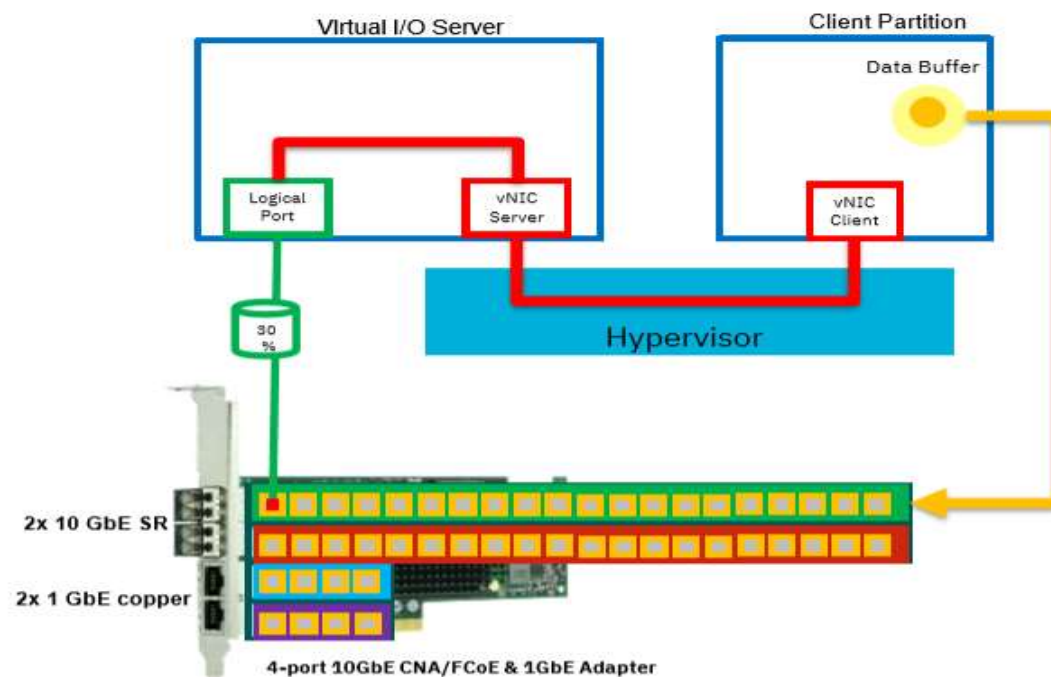 VIrtual I/O Server
Client Partition
Data Buffer
Logical
Port
vNIC
Server
vNIC
Client
30
%
Hypervisor
2x 10 GbE SR
2x 1 GbE copper
4-port 10GbE CNA/FCoE & 1GbE Adapter